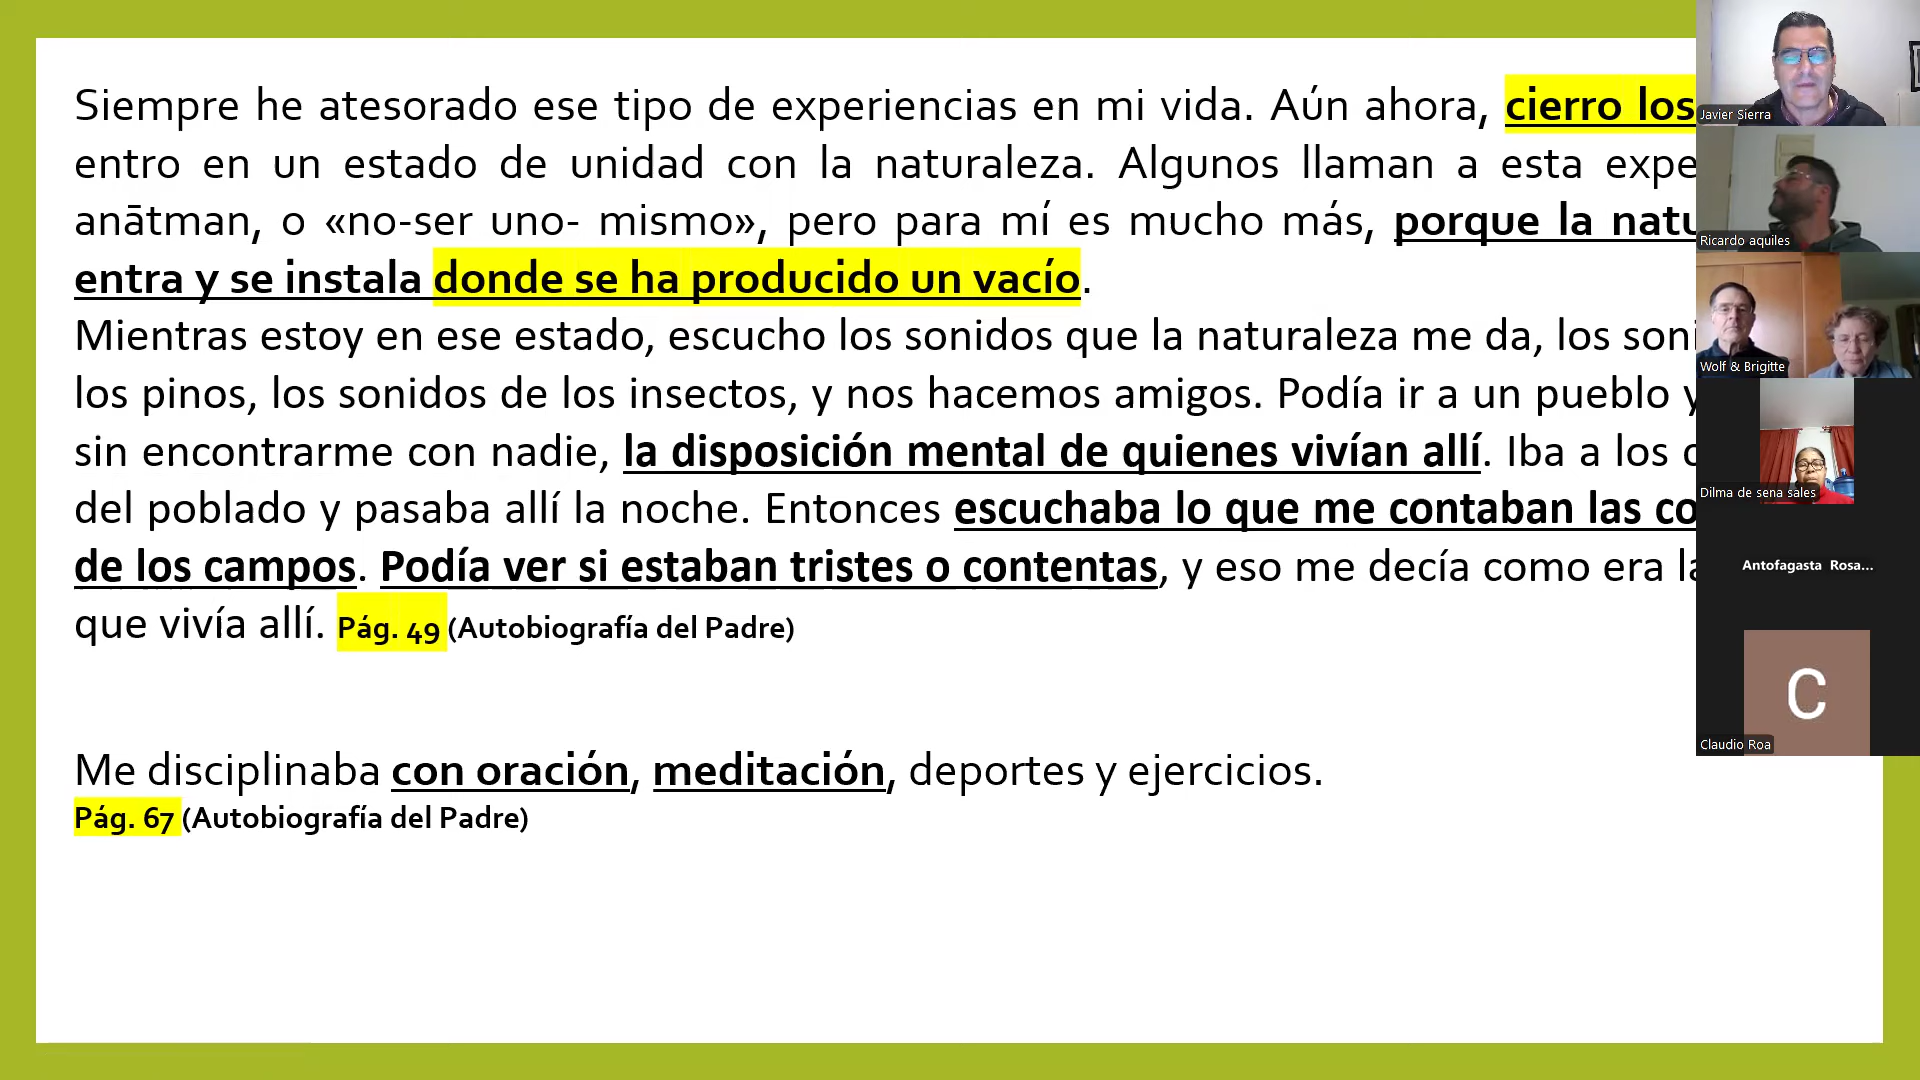 Siempre he atesorado ese tipo de experiencias en mi vida. Aún ahora, cierro los
entro en un estado de unidad con la naturaleza. Algunos llaman a esta expe
anātman, o «no-ser uno- mismo», pero para mí es mucho más, porque la natu
entra y se instala donde se ha producido un vacío.
Mientras estoy en ese estado, escucho los sonidos que la naturaleza me da, los soni
los pinos, los sonidos de los insectos, y nos hacemos amigos. Podía ir a un pueblo y
sin encontrarme con nadie, la disposición mental de quienes vivían allí. Iba a los c
del poblado y pasaba allí la noche. Entonces escuchaba lo que me contaban las co
de los campos. Podía ver si estaban tristes o contentas, y eso me decía como era la
que vivía allí. Pág. 49 (Autobiografía del Padre)
Me disciplinaba con oración, meditación, deportes y ejercicios.
Pág. 67 (Autobiografía del Padre)
Javier Sierra
Ricardo aquiles
Wolf & Brigitte
Dilma de sena sales
Antofagasta Rosa...
C
Claudio Roa